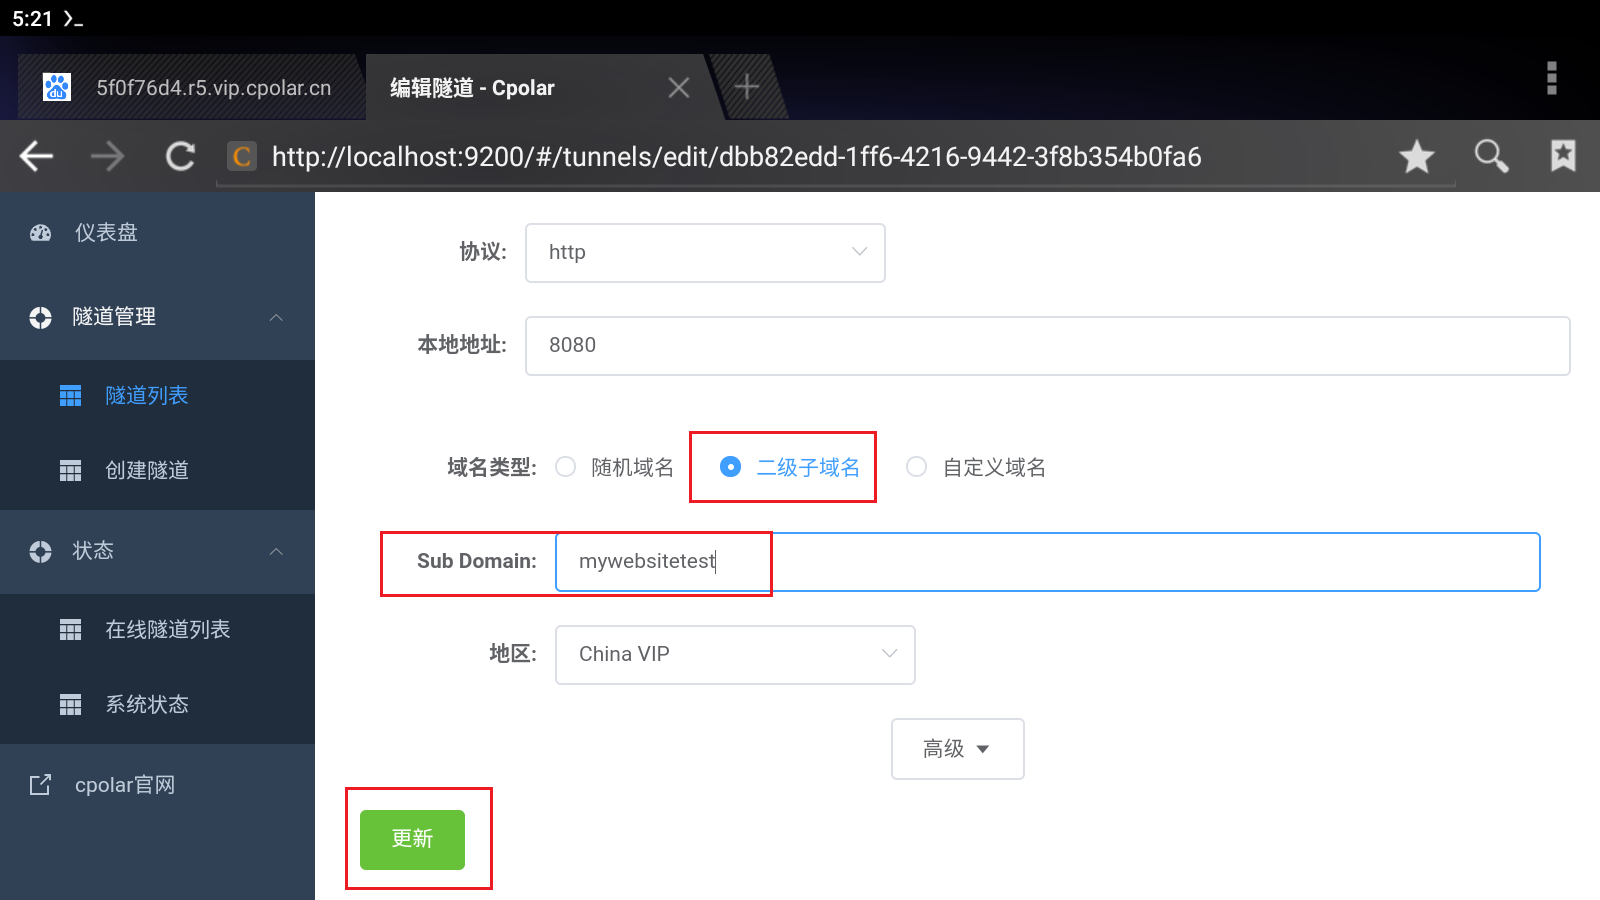 5:21
5f0f76d4.r5.vip.cpolar.cn
编辑隧道 - Cpolar
C
http://localhost:9200/#/tunnels/edit/dbb82edd-1ff6-4216-9442-3f8b354b0fa6
仪表盘
隧道管理
隧道列表
创建隧道
状态
在线隧道列表
系统状态
cpolar官网
协议: http
本地地址: 8080
域名类型: 随机域名 二级子域名 自定义域名
Sub Domain: mywebsitetest
地区: China VIP
高级
更新